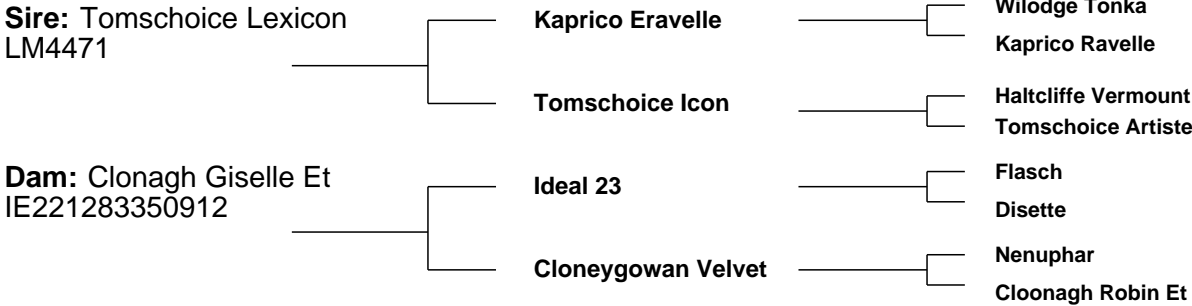 Sire: Tomschoice Lexicon
LM4471
Kaprico Eravelle
Wilodge Tonka
Kaprico Ravelle
Tomschoice Icon
Haltcliffe Vermount
Tomschoice Artiste
Dam: Clonagh Giselle Et
IE221283350912
Ideal 23
Flasch
Disette
Cloneygowan Velvet
Nenuphar
Cloonagh Robin Et